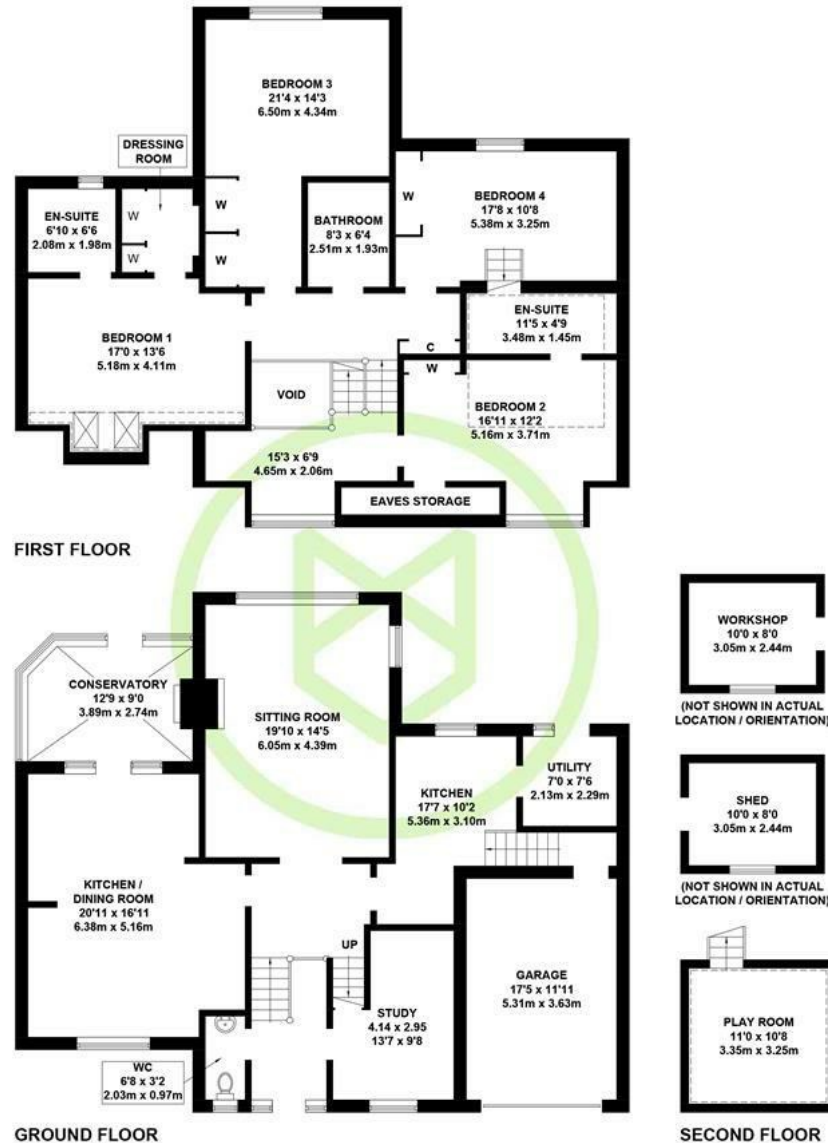 BEDROOM 3
21'4 x 14'3
6.50m x 4.34m
DRESSING
ROOM
EN-SUITE
6'10 x 6'6
2.08m x 1.98m
W
W
W
W
BATHROOM
8'3 x 6'4
2.51m x 1.93m
W
BEDROOM 4
17'8 x 10'8
5.38m x 3.25m
BEDROOM 1
17'0 x 13'6
5.18m x 4.11m
EN-SUITE
11'5 x 4'9
3.48m x 1.45m
C
W
VOID
BEDROOM 2
16'11 x 12'2
5.16m x 3.71m
15'3 x 6'9
4.65m x 2.06m
EAVES STORAGE
FIRST FLOOR
CONSERVATORY
12'9 x 9'0
3.89m x 2.74m
SITTING ROOM
19'10 x 14'5
6.05m x 4.39m
KITCHEN
17'7 x 10'2
5.36m x 3.10m
UTILITY
7'0 x 7'6
2.13m x 2.29m
KITCHEN /
DINING ROOM
20'11 x 16'11
6.38m x 5.16m
UP
STUDY
4.14 x 2.95
13'7 x 9'8
GARAGE
17'5 x 11'11
5.31m x 3.63m
WC
6'8 x 3'2
2.03m x 0.97m
GROUND FLOOR
WORKSHOP
10'0 x 8'0
3.05m x 2.44m
(NOT SHOWN IN ACTUAL
LOCATION / ORIENTATION)
SHED
10'0 x 8'0
3.05m x 2.44m
(NOT SHOWN IN ACTUAL
LOCATION / ORIENTATION)
PLAY ROOM
11'0 x 10'8
3.35m x 3.25m
SECOND FLOOR